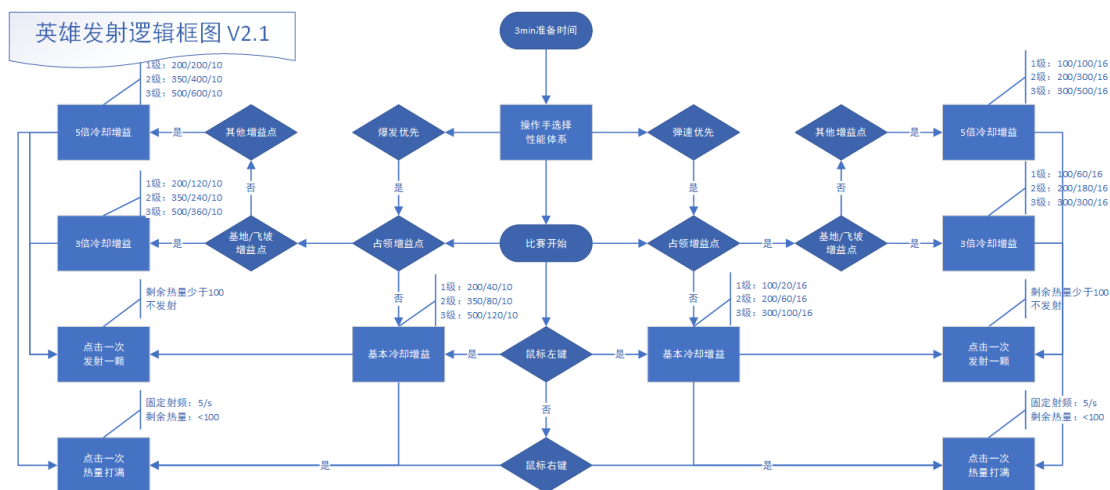 英雄发射逻辑框图 V2.1
3min准备时间
1级：200/200/10
2级：350/400/10
3级：500/600/10
1级：100/100/16
2级：200/300/16
3级：300/500/16
5倍冷却增益
是
其他增益点
爆发优先
操作手选择
性能体系
弹速优先
其他增益点
是
5倍冷却增益
1级：200/120/10
2级：350/240/10
3级：500/360/10
否
是
是
否
1级：100/60/16
2级：200/180/16
3级：300/300/16
3倍冷却增益
是
基地/飞坡
增益点
占领增益点
比赛开始
占领增益点
是
基地/飞坡
增益点
是
3倍冷却增益
剩余热量少于100
不发射
否
1级：200/40/10
2级：350/80/10
3级：500/120/10
否
1级：100/20/16
2级：200/60/16
3级：300/100/16
剩余热量少于100
不发射
点击一次
发射一颗
基本冷却增益
是
鼠标左键
是
基本冷却增益
点击一次
发射一颗
固定射频：5/s
剩余热量：<100
否
固定射频：5/s
剩余热量：<100
点击一次
热量打满
是
鼠标右键
是
点击一次
热量打满